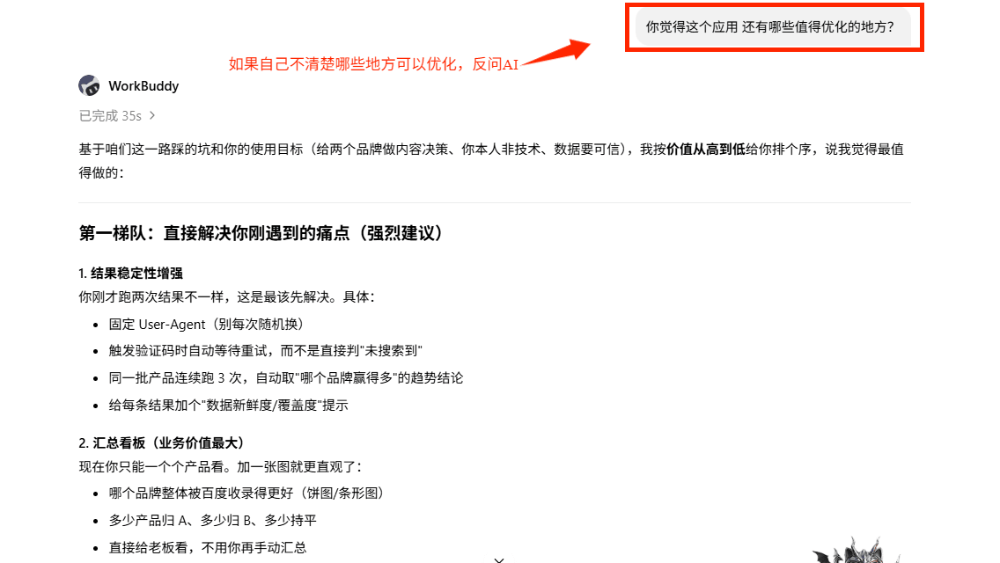 你觉得这个应用 还有哪些值得优化的地方？
如果自己不清楚哪些地方可以优化，反问AI
WorkBuddy
已完成 35s
基于咱们这一路踩的坑和你的使用目标（给两个品牌做内容决策、你本人非技术、数据要可信），我按价值从高到低给你排个序，说我觉得最值
得做的：
第一梯队：直接解决你刚遇到的痛点（强烈建议）
1. 结果稳定性增强
你刚才跑两次结果不一样，这是最该先解决。具体：
• 固定 User-Agent（别每次随机换）
• 触发验证码时自动等待重试，而不是直接判"未搜索到"
• 同一批产品连续跑 3 次，自动取"哪个品牌赢得多"的趋势结论
• 给每条结果加个"数据新鲜度/覆盖度"提示
2. 汇总看板（业务价值最大）
现在你只能一个个产品看。加一张图就更直观了：
• 哪个品牌整体被百度收录得更好（饼图/条形图）
• 多少产品归 A、多少归 B、多少持平
• 直接给老板看，不用你再手动汇总